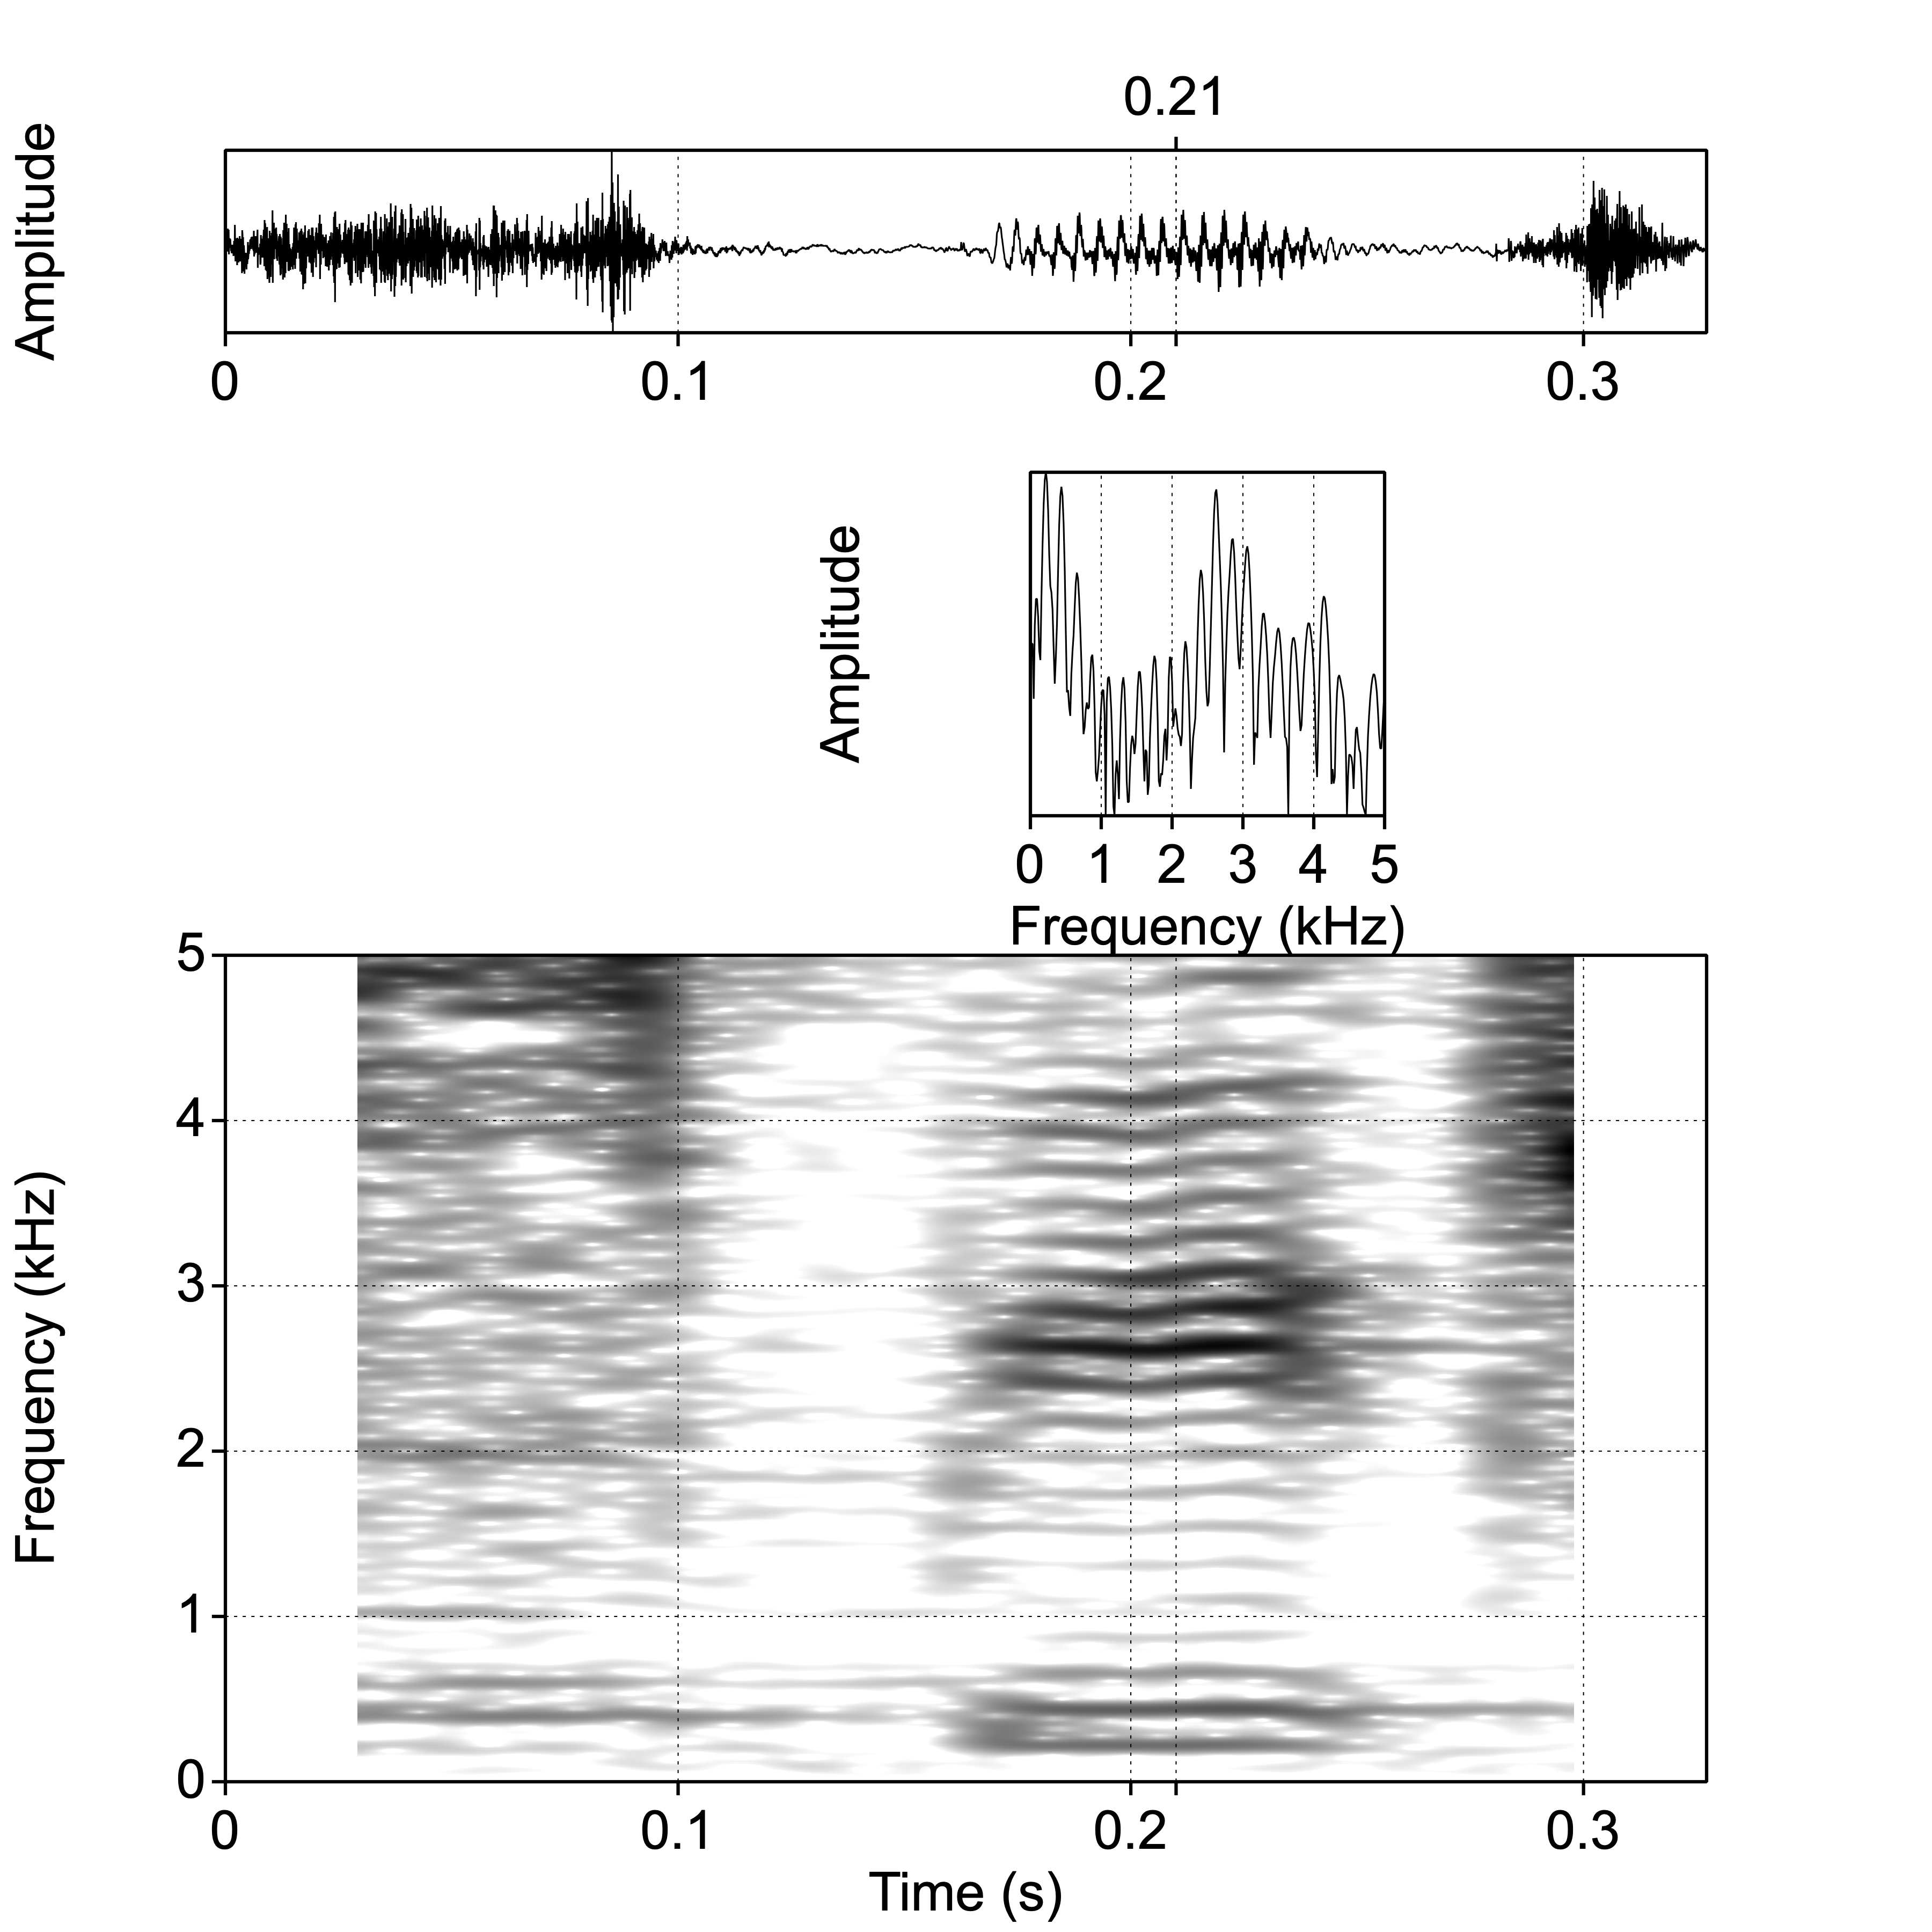 0.21
Amplitude
0 0.1 0.2 0.3
Amplitude
0 1 2 3 4 5
Frequency (kHz)
5
4
3
2
1
0
Frequency (kHz)
0 0.1 0.2 0.3
Time (s)